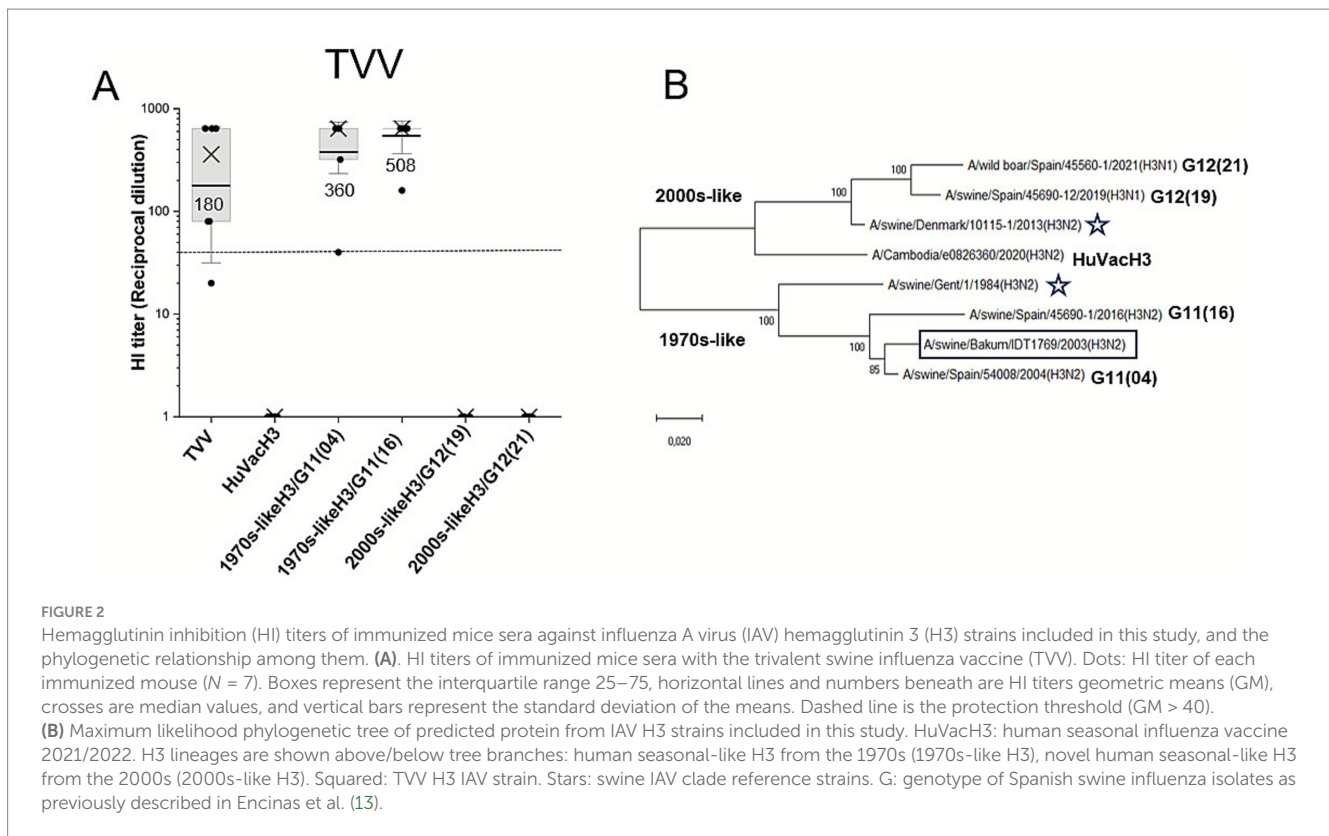 A
TVV
HI titer (Reciprocal dilution)
1000
100
10
1
180
360
508
TVV
HuVacH3
1970s-likeH3/G11(04)
1970s-likeH3/G11(16)
2000s-likeH3/G12(19)
2000s-likeH3/G12(21)
B
A/wild boar/Spain/45560-1/2021(H3N1) G12(21)
100
A/swine/Spain/45690-12/2019(H3N1) G12(19)
2000s-like
100
A/swine/Denmark/10115-1/2013(H3N2)
A/Cambodia/e0826360/2020(H3N2) HuVacH3
A/swine/Gent/1/1984(H3N2)
100
A/swine/Spain/45690-1/2016(H3N2) G11(16)
1970s-like
100
A/swine/Bakum/IDT1769/2003(H3N2)
85
A/swine/Spain/54008/2004(H3N2) G11(04)
0,020
FIGURE 2
Hemagglutinin inhibition (HI) titers of immunized mice sera against influenza A virus (IAV) hemagglutinin 3 (H3) strains included in this study, and the
phylogenetic relationship among them. (A). HI titers of immunized mice sera with the trivalent swine influenza vaccine (TVV). Dots: HI titer of each
immunized mouse (N = 7). Boxes represent the interquartile range 25–75, horizontal lines and numbers beneath are HI titers geometric means (GM),
crosses are median values, and vertical bars represent the standard deviation of the means. Dashed line is the protection threshold (GM > 40).
(B) Maximum likelihood phylogenetic tree of predicted protein from IAV H3 strains included in this study. HuVacH3: human seasonal influenza vaccine
2021/2022. H3 lineages are shown above/below tree branches: human seasonal-like H3 from the 1970s (1970s-like H3), novel human seasonal-like H3
from the 2000s (2000s-like H3). Squared: TVV H3 IAV strain. Stars: swine IAV clade reference strains. G: genotype of Spanish swine influenza isolates as
previously described in Encinas et al. (13).